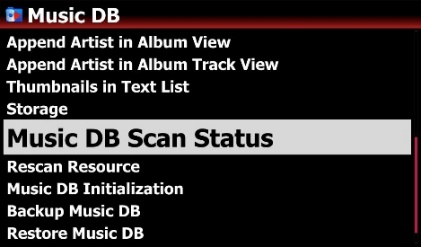 Music DB
Append Artist in Album View
Append Artist in Album Track View
Thumbnails in Text List
Storage
Music DB Scan Status
Rescan Resource
Music DB Initialization
Backup Music DB
Restore Music DB